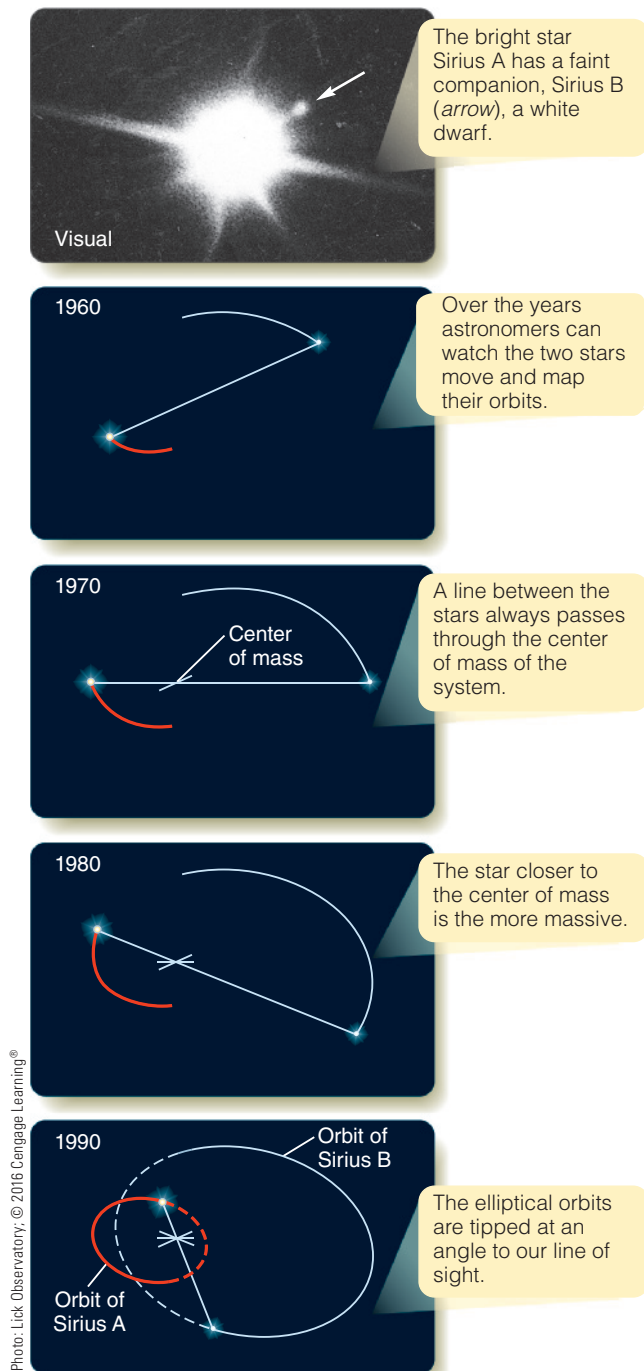 The bright star
Sirius A has a faint
companion, Sirius B
(arrow), a white
dwarf.
Visual
1960
Over the years
astronomers can
watch the two stars
move and map
their orbits.
1970
Center
of mass
A line between the
stars always passes
through the center
of mass of the
system.
1980
The star closer to
the center of mass
is the more massive.
1990
Orbit of
Sirius B
Orbit of
Sirius A
The elliptical orbits
are tipped at an
angle to our line of
sight.
Photo: Lick Observatory; © 2016 Cengage Learning®